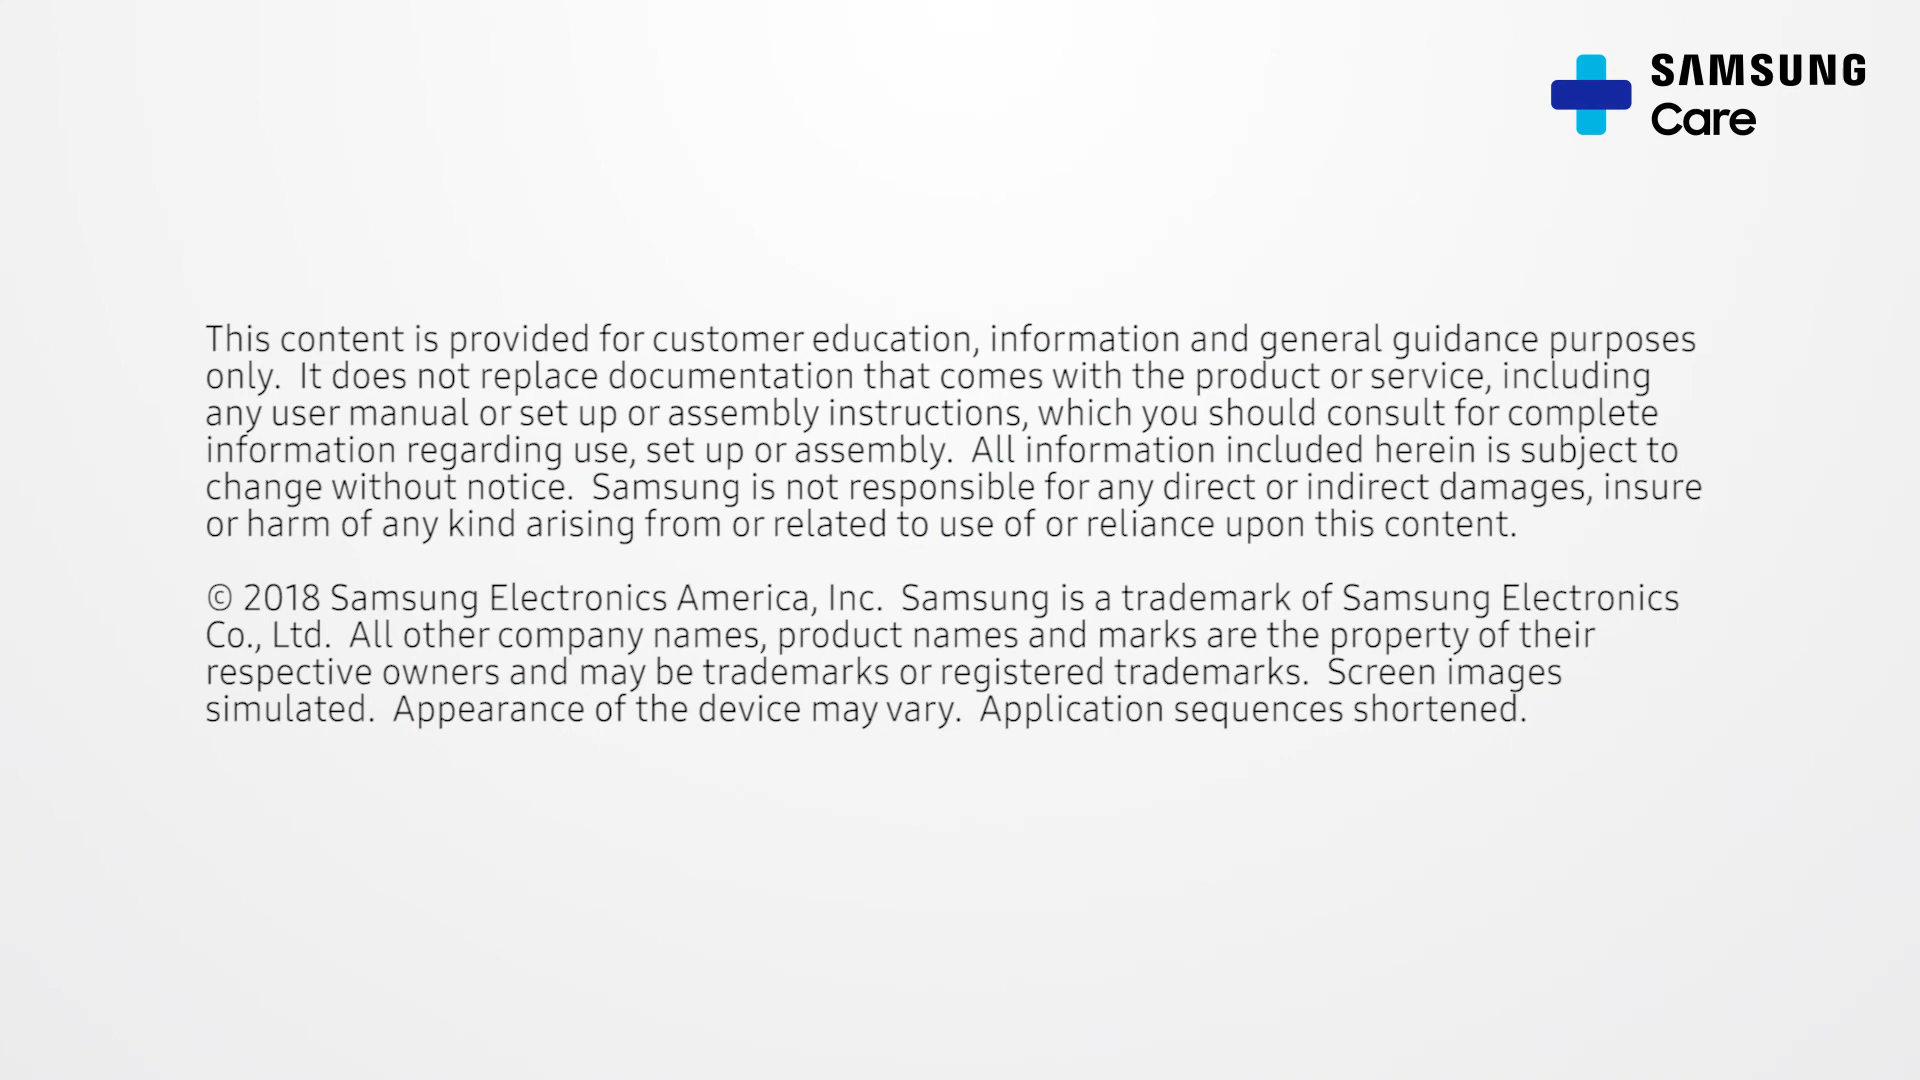 SAMSUNG
Care
This content is provided for customer education, information and general guidance purposes
only.  It does not replace documentation that comes with the product or service, including
any user manual or set up or assembly instructions, which you should consult for complete
information regarding use, set up or assembly.  All information included herein is subject to
change without notice.  Samsung is not responsible for any direct or indirect damages, insure
or harm of any kind arising from or related to use of or reliance upon this content.
© 2018 Samsung Electronics America, Inc.  Samsung is a trademark of Samsung Electronics
Co., Ltd.  All other company names, product names and marks are the property of their
respective owners and may be trademarks or registered trademarks.  Screen images
simulated.  Appearance of the device may vary.  Application sequences shortened.